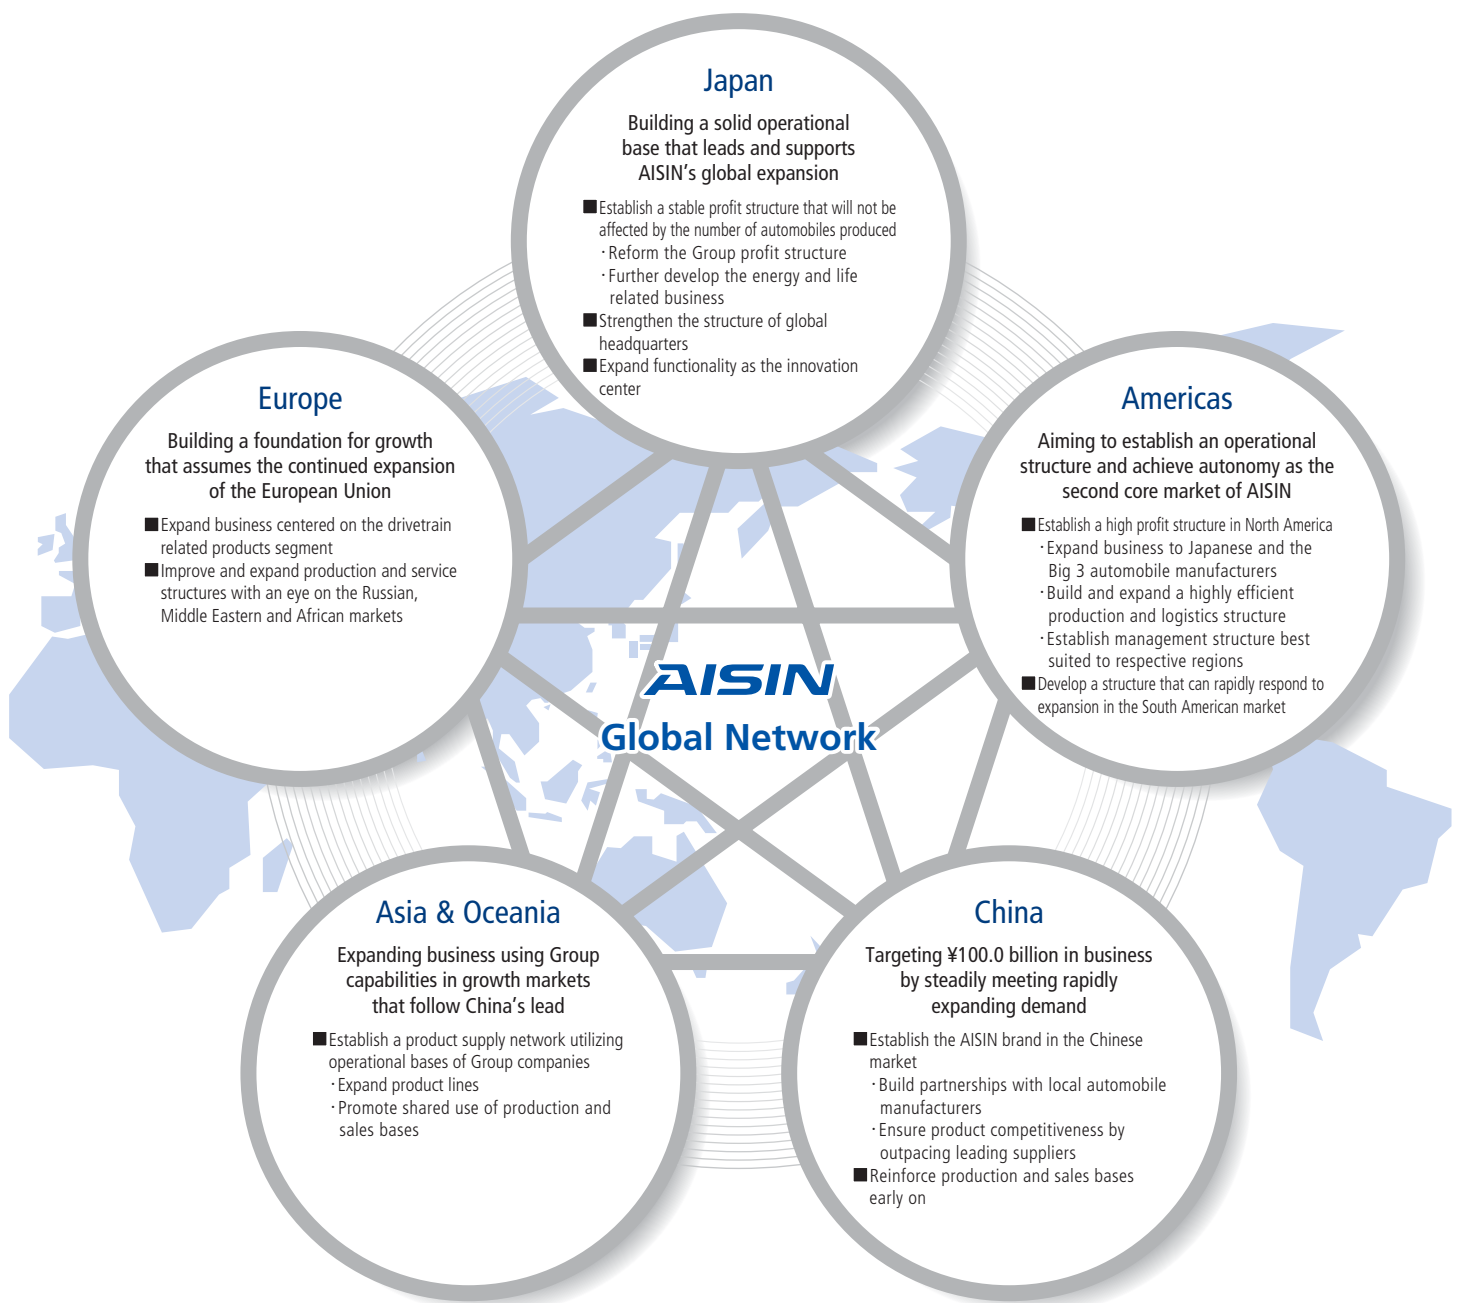 Japan
Building a solid operational
base that leads and supports
AISIN's global expansion
■Establish a stable profit structure that will not be
affected by the number of automobiles produced
・Reform the Group profit structure
・Further develop the energy and life
related business
■Strengthen the structure of global
headquarters
■Expand functionality as the innovation
center
Europe
Building a foundation for growth
that assumes the continued expansion
of the European Union
■Expand business centered on the drivetrain
related products segment
■Improve and expand production and service
structures with an eye on the Russian,
Middle Eastern and African markets
Americas
Aiming to establish an operational
structure and achieve autonomy as the
second core market of AISIN
■Establish a high profit structure in North America
・Expand business to Japanese and the
Big 3 automobile manufacturers
・Build and expand a highly efficient
production and logistics structure
・Establish management structure best
suited to respective regions
■Develop a structure that can rapidly respond to
expansion in the South American market
AISIN
Global Network
Asia & Oceania
Expanding business using Group
capabilities in growth markets
that follow China's lead
■Establish a product supply network utilizing
operational bases of Group companies
・Expand product lines
・Promote shared use of production and
sales bases
China
Targeting ¥100.0 billion in business
by steadily meeting rapidly
expanding demand
■Establish the AISIN brand in the Chinese
market
・Build partnerships with local automobile
manufacturers
・Ensure product competitiveness by
outpacing leading suppliers
■Reinforce production and sales bases
early on